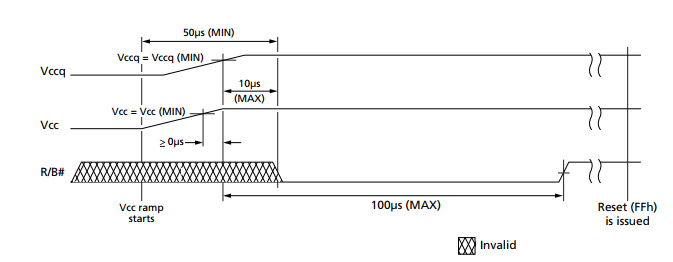 50µs (MIN)
Vccq = Vccq (MIN)
Vccq
10µs
(MAX)
Vcc = Vcc (MIN)
Vcc
≥ 0µs
R/B#
100µs (MAX)
Vcc ramp
starts
Reset (FFh)
is issued
Invalid